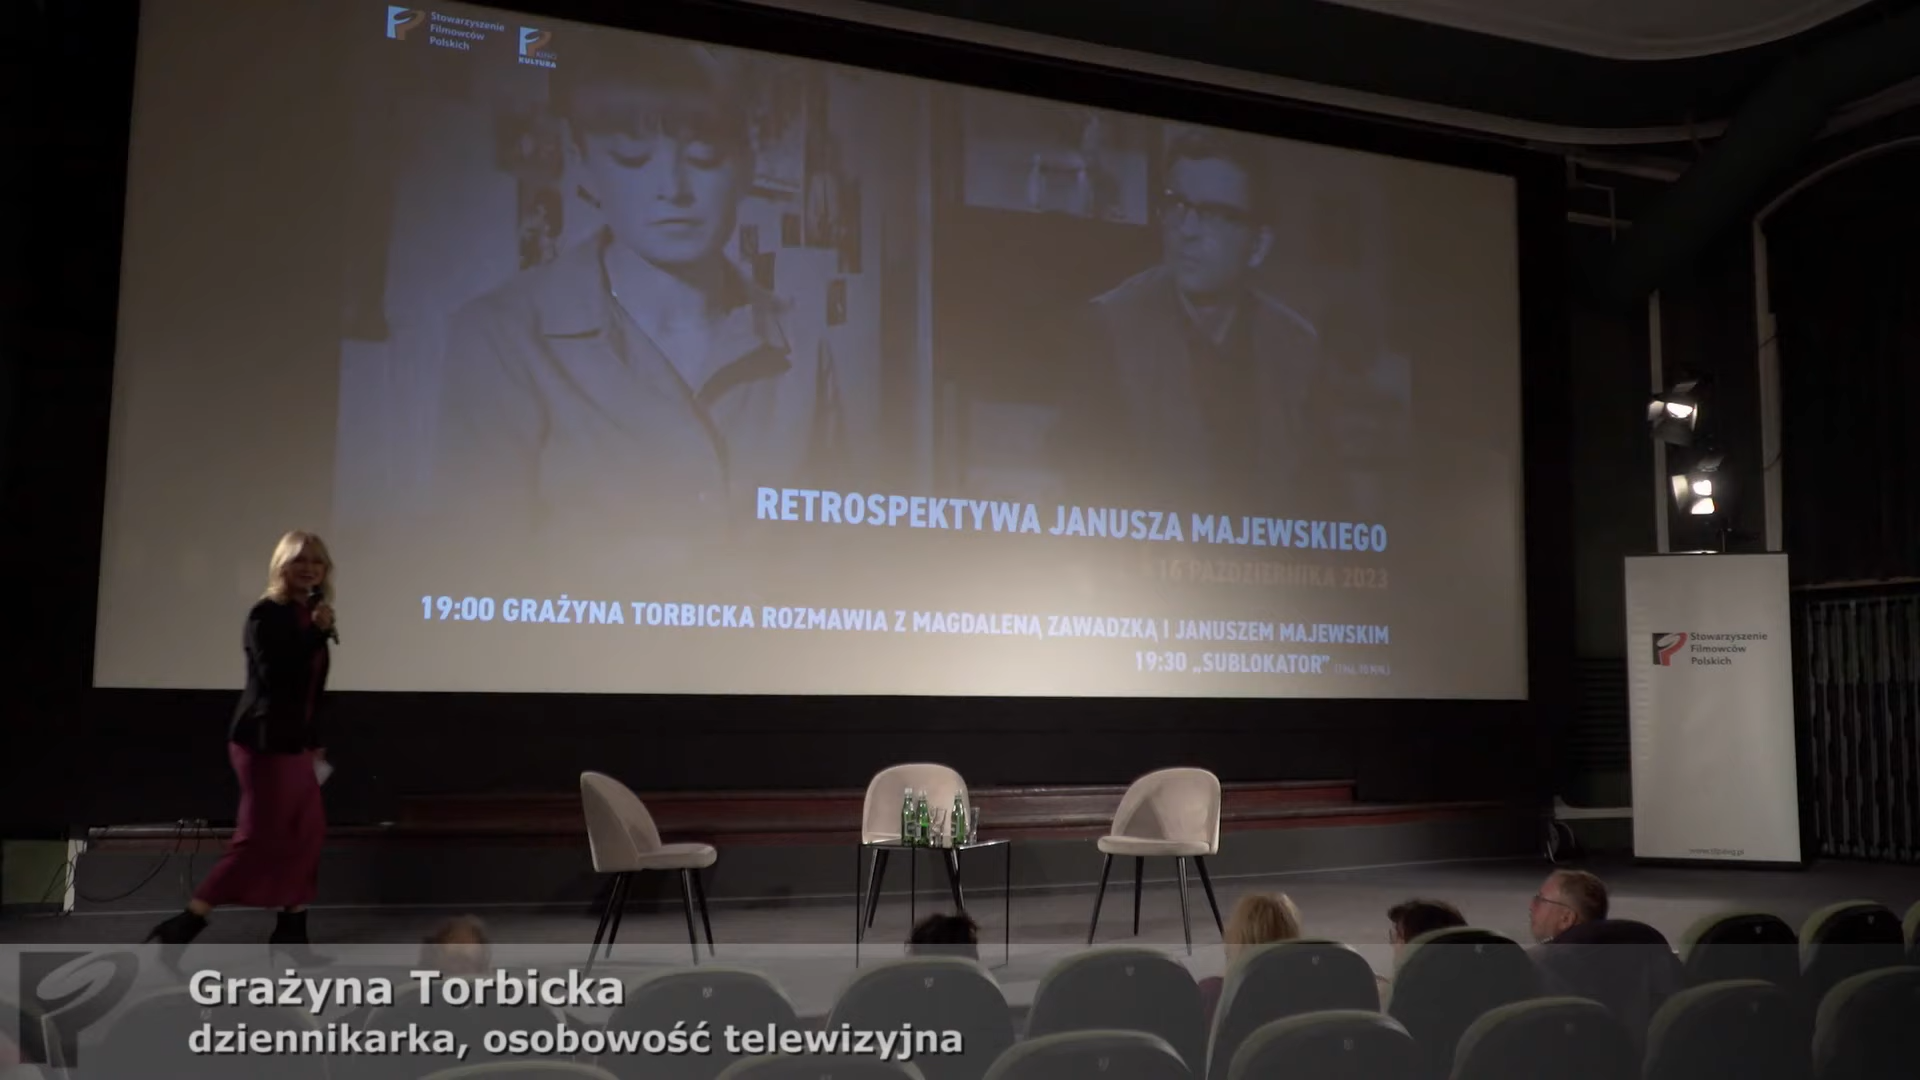 Stowarzyszenie
Filmowców
Polskich
KINO
KULTURA
RETROSPEKTYWA JANUSZA MAJEWSKIEGO
16 PAŹDZIERNIKA 2023
19:00 GRAŻYNA TORBICKA ROZMAWIA Z MAGDALENĄ ZAWADZKĄ I JANUSZEM MAJEWSKIM
19:30 „SUBLOKATOR”
Stowarzyszenie
Filmowców
Polskich
Grażyna Torbicka
dziennikarka, osobowość telewizyjna